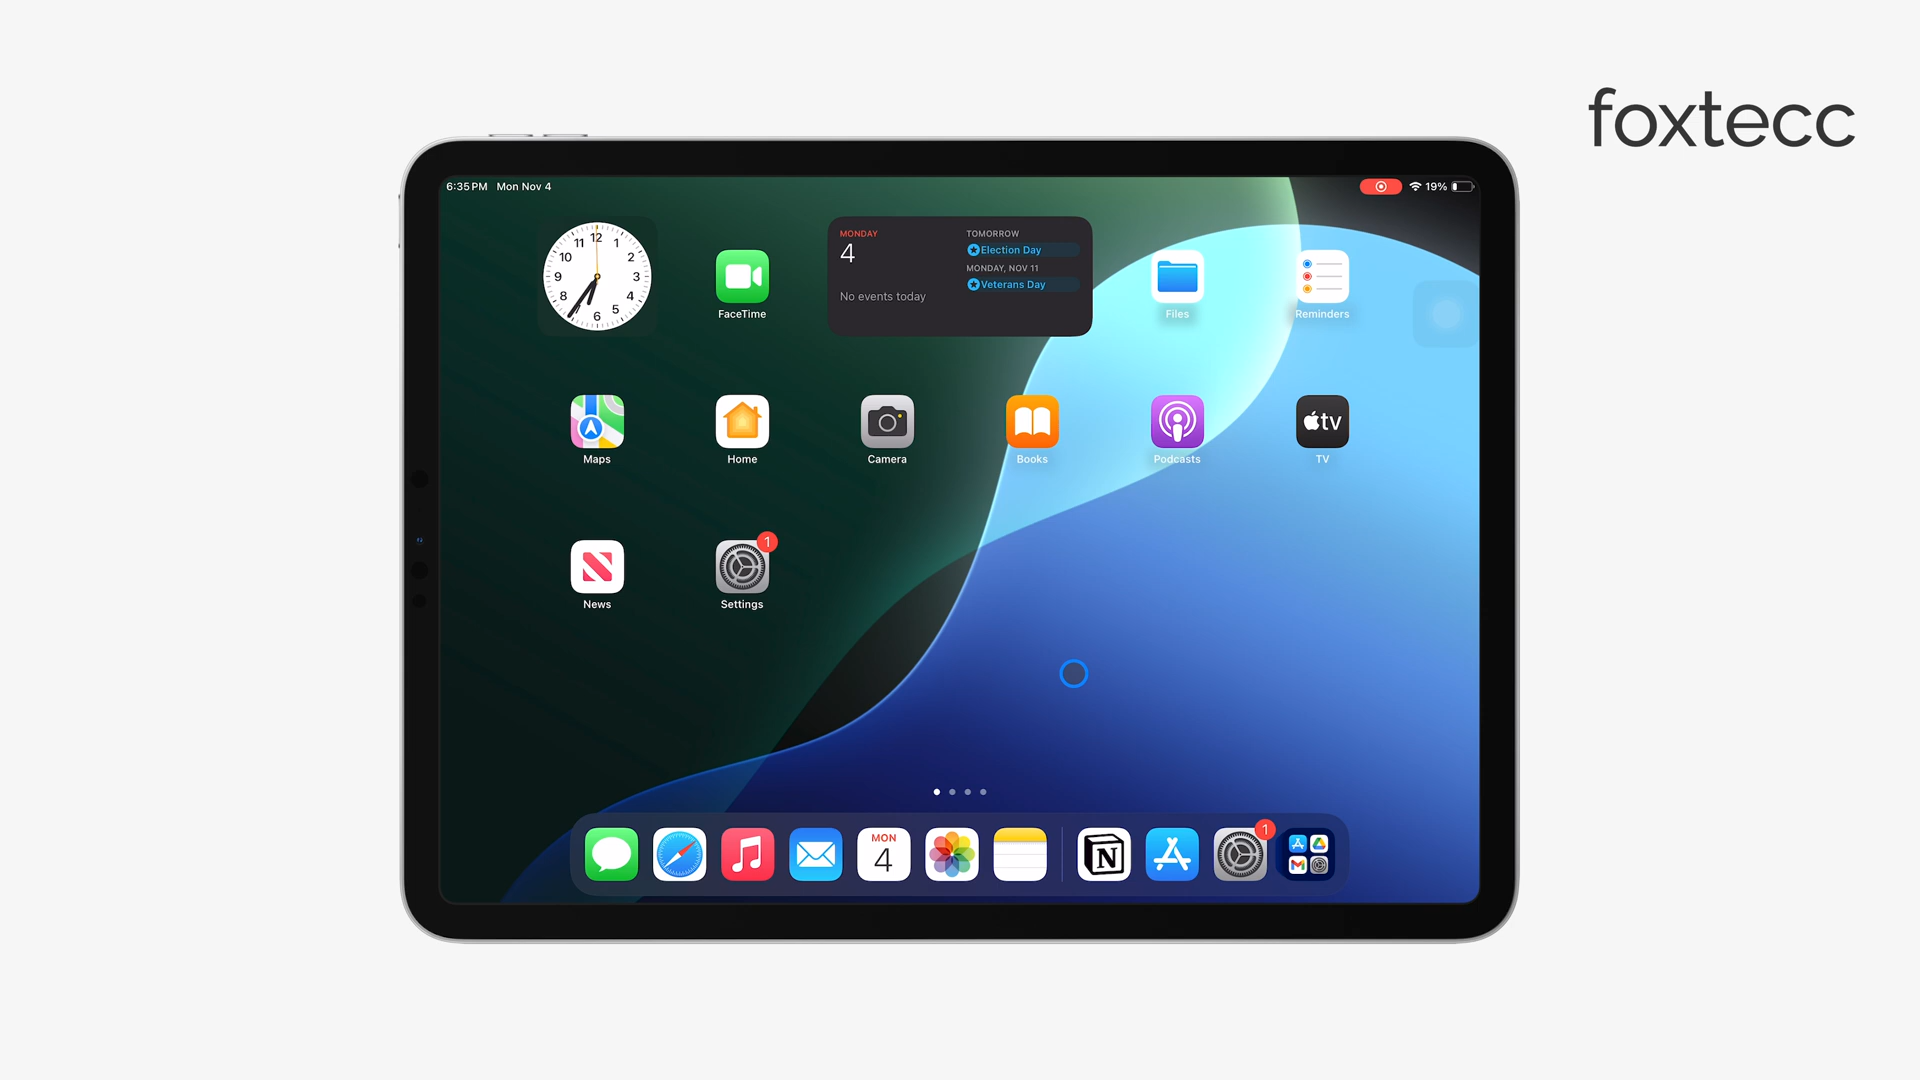 foxtecc
6:35 PM Mon Nov 4
19%
12
1
2
3
4
5
6
8
9
10
11
FaceTime
MONDAY
4
No events today
TOMORROW
Election Day
MONDAY, NOV 11
Veterans Day
Files
Reminders
Maps
Home
Camera
Books
Podcasts
tv
TV
News
1
Settings
MON
4
N
1